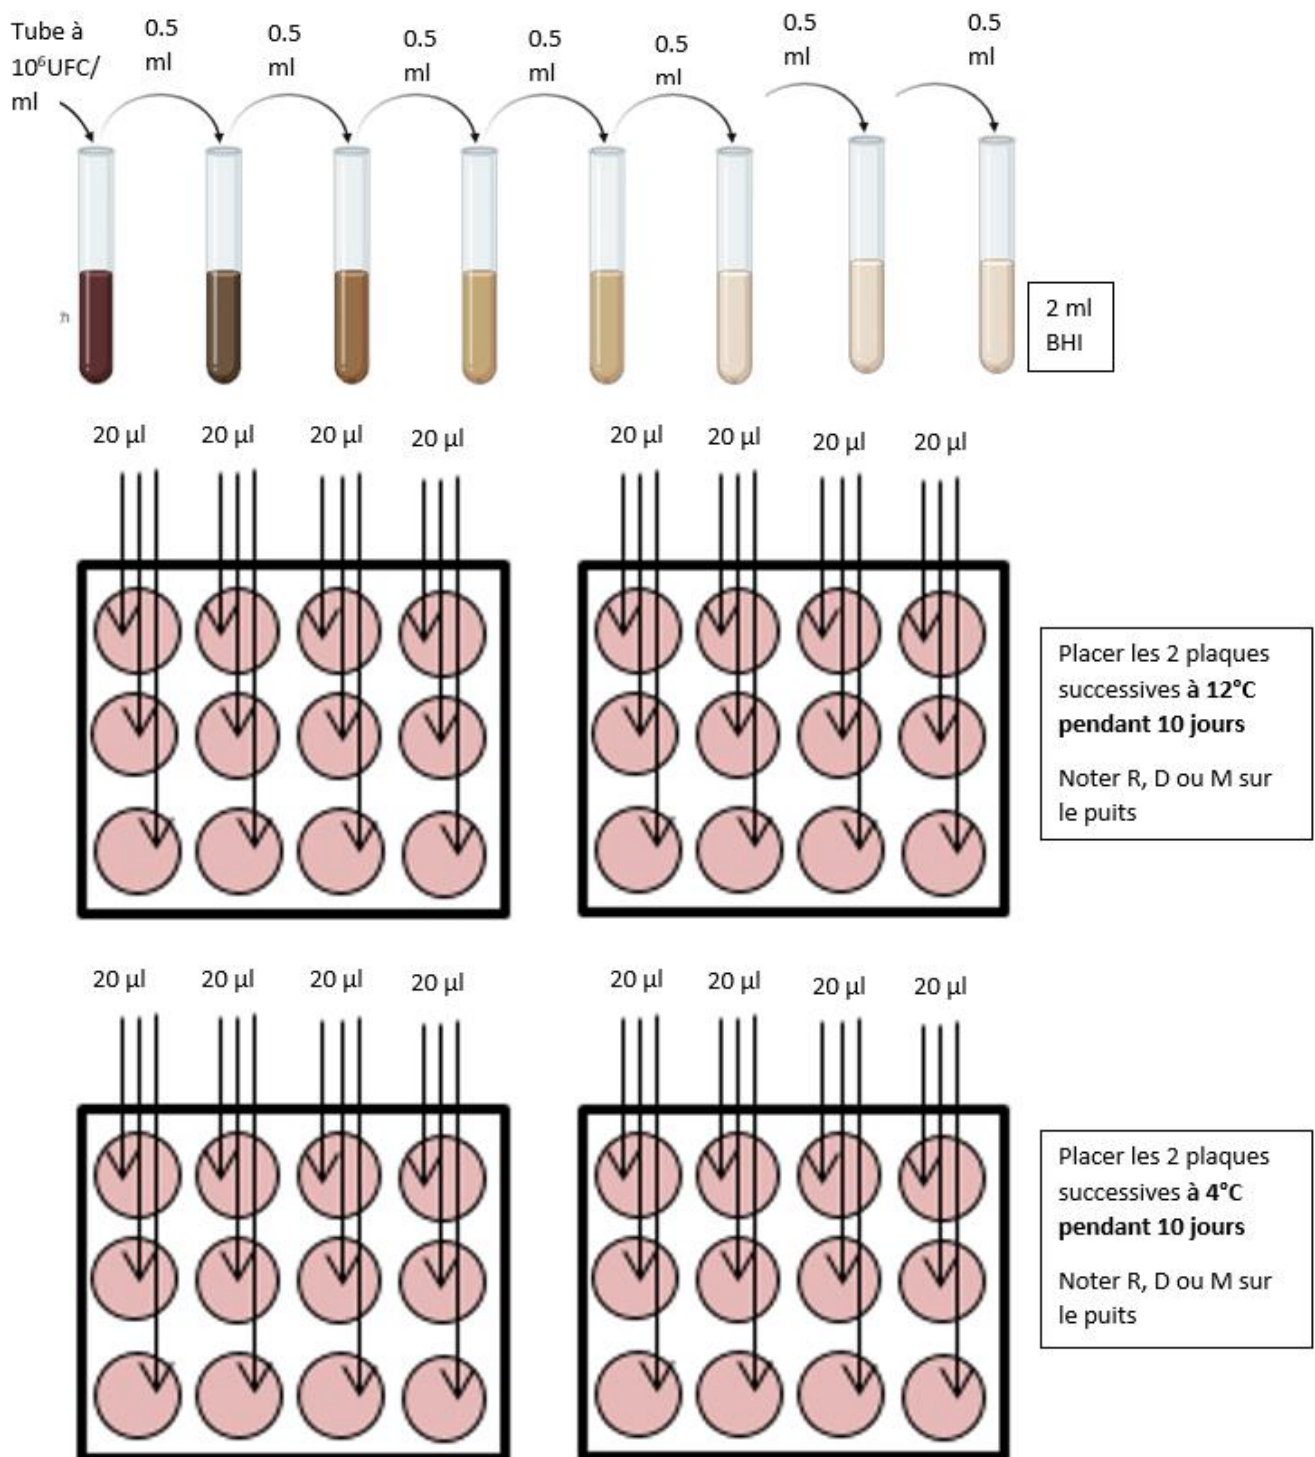 Tube à
10⁶UFC/
ml
0.5
ml
0.5
ml
0.5
ml
0.5
ml
0.5
ml
0.5
ml
0.5
ml
2 ml
BHI
20 µl
20 µl
20 µl
20 µl
20 µl
20 µl
20 µl
20 µl
Placer les 2 plaques
successives à 12°C
pendant 10 jours
Noter R, D ou M sur
le puits
20 µl
20 µl
20 µl
20 µl
20 µl
20 µl
20 µl
20 µl
Placer les 2 plaques
successives à 4°C
pendant 10 jours
Noter R, D ou M sur
le puits